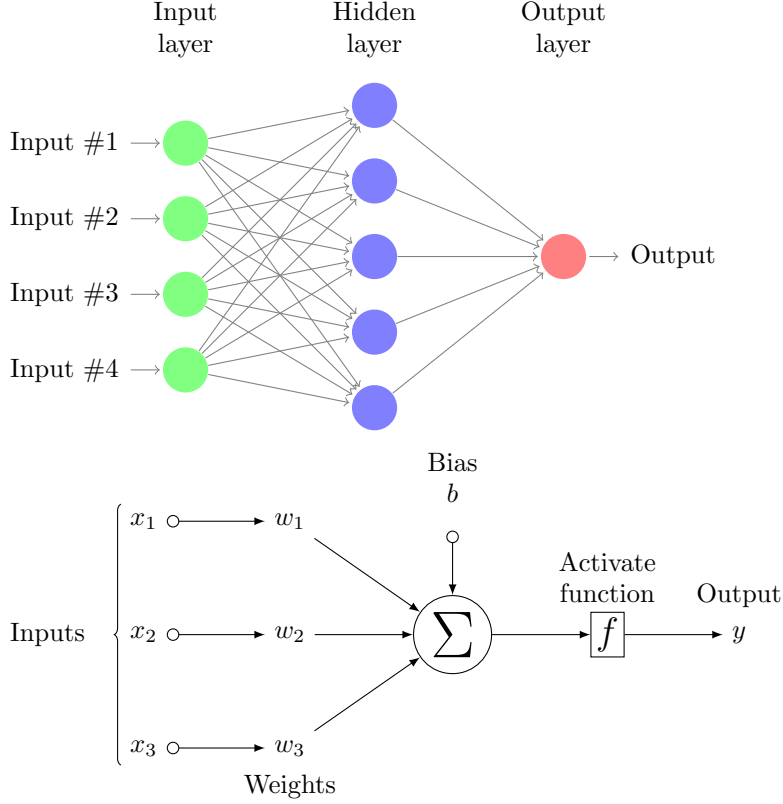 Input Hidden Output
layer layer layer
Input #1
Input #2
Output
Input #3
Input #4
Bias
b
x₁ w₁
Activate
function Output
Inputs x₂ w₂ ∑ f y
x₃ w₃
Weights